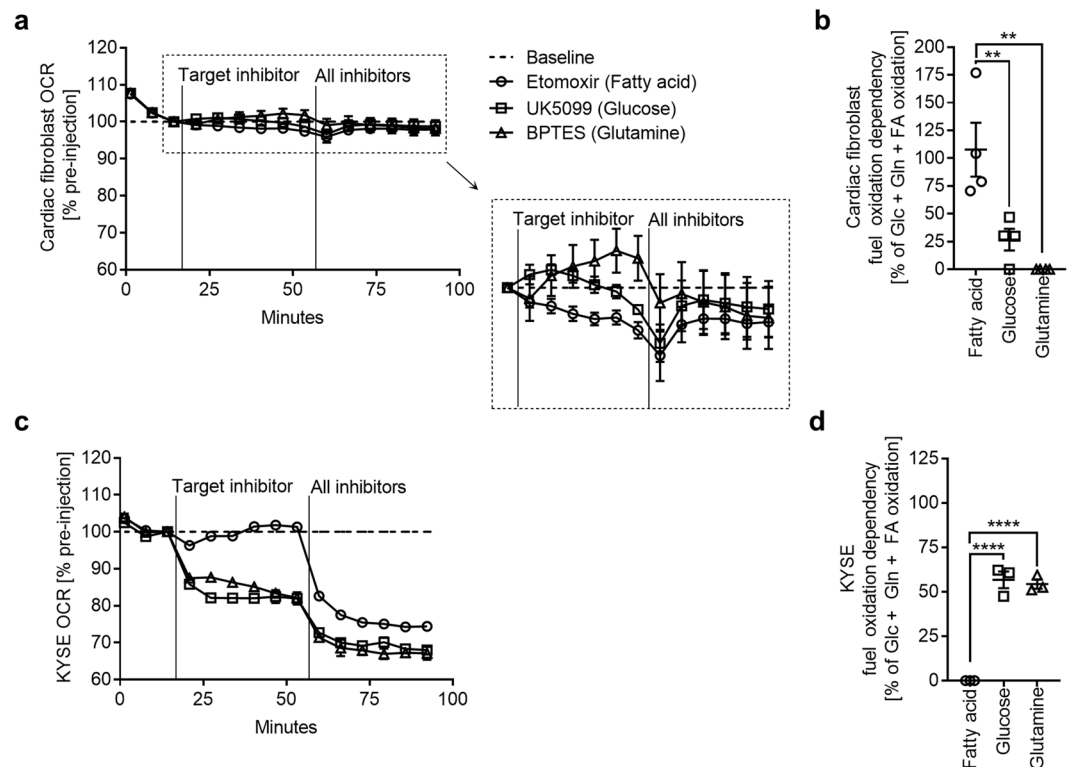 a
Cardiac fibroblast OCR
[% pre-injection]
120
110
100
90
80
70
60
0
25
50
75
100
Minutes
Target inhibitor
All inhibitors
Baseline
Etomoxir (Fatty acid)
UK5099 (Glucose)
BPTES (Glutamine)
Target inhibitor
All inhibitors
b
Cardiac fibroblast
fuel oxidation dependency
[% of Glc + Gln + FA oxidation]
200
175
150
125
100
75
50
25
0
**
**
Fatty acid
Glucose
Glutamine
c
KYSE OCR [% pre-injection]
120
110
100
90
80
70
60
0
25
50
75
100
Minutes
Target inhibitor
All inhibitors
d
KYSE
fuel oxidation dependency
[% of Glc + Gln + FA oxidation]
125
100
75
50
25
0
****
****
Fatty acid
Glucose
Glutamine